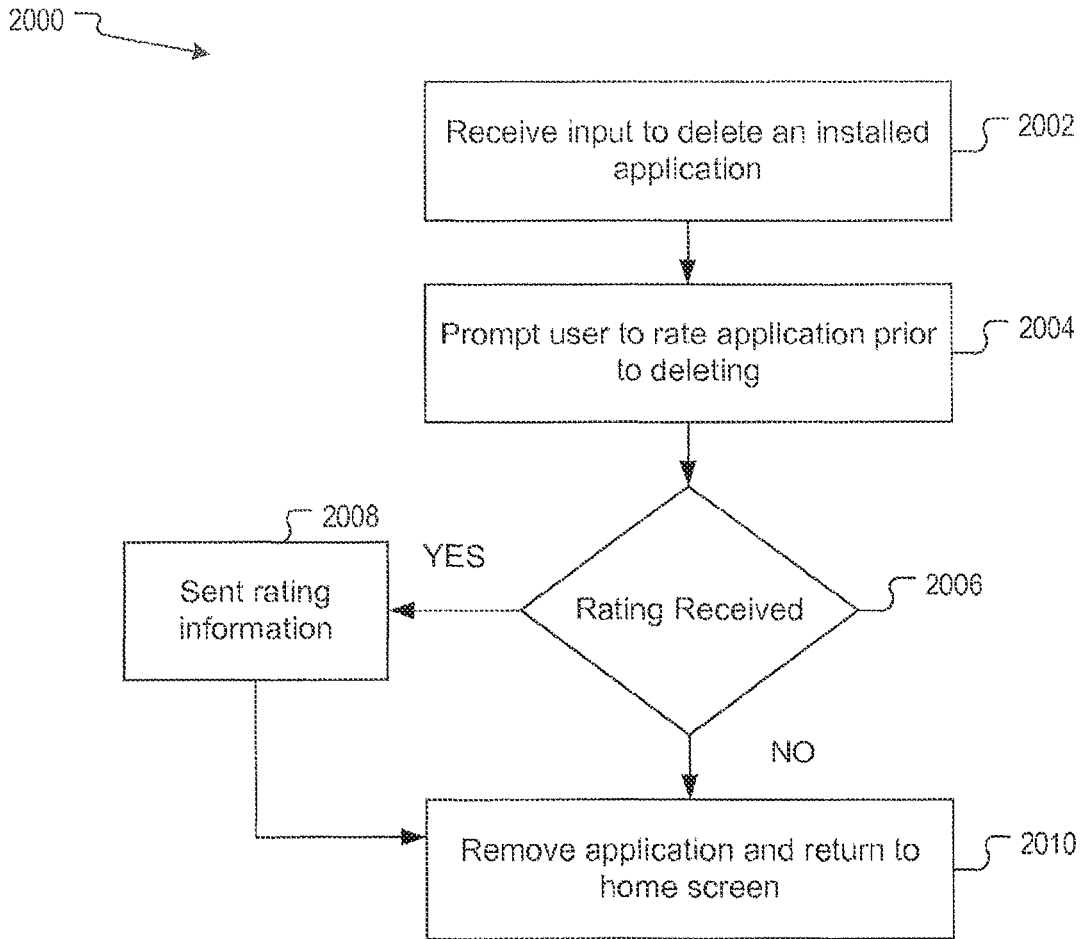 2000
Receive input to delete an installed
application
2002
Prompt user to rate application prior
to deleting
2004
2008
YES
Sent rating
information
Rating Received
2006
NO
Remove application and return to
home screen
2010